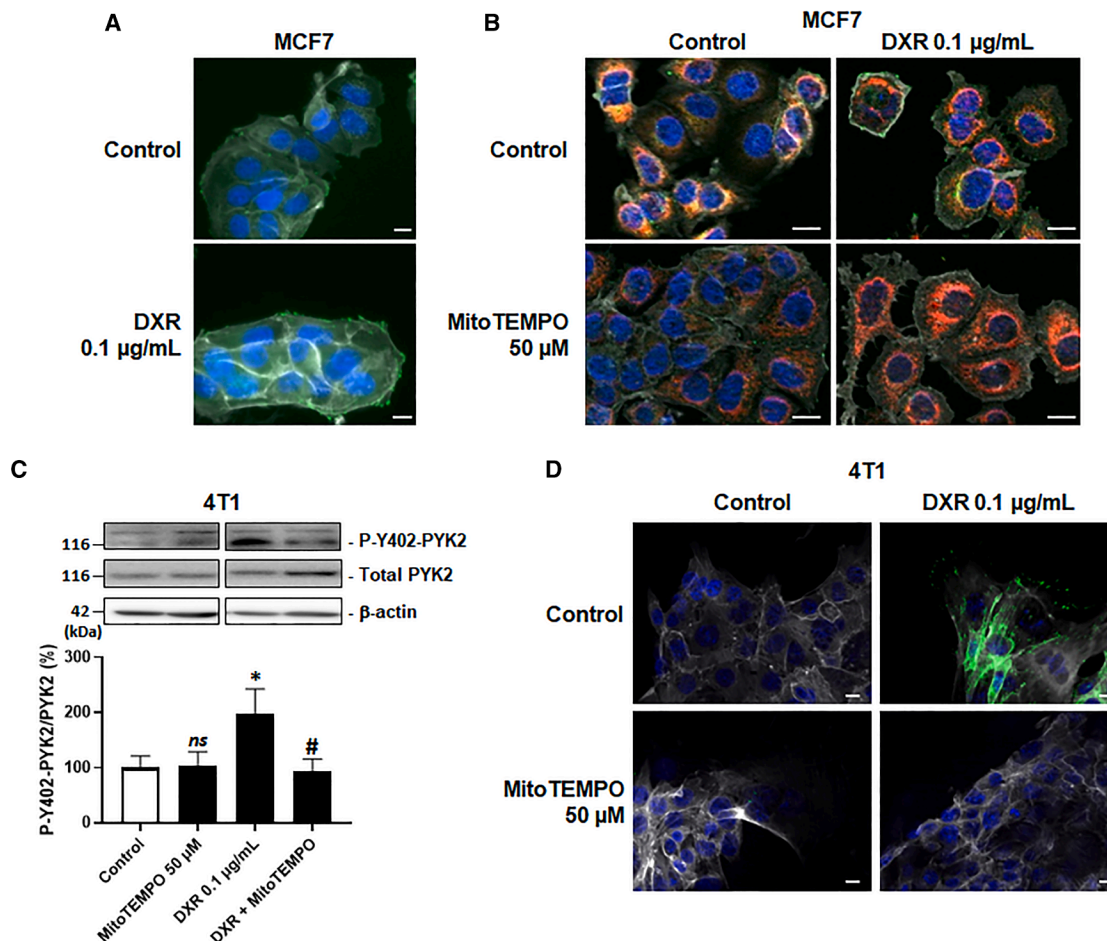 A
MCF7
Control
DXR
0.1 µg/mL
B
MCF7
Control
DXR 0.1 µg/mL
Control
MitoTEMPO
50 µM
C
4T1
116
- P-Y402-PYK2
116
- Total PYK2
42
- β-actin
(kDa)
P-Y402-PYK2/PYK2 (%)
300
200
100
0
ns
*
#
Control
MitoTEMPO 50 µM
DXR 0.1 µg/mL
DXR + MitoTEMPO
D
4T1
Control
DXR 0.1 µg/mL
Control
MitoTEMPO
50 µM